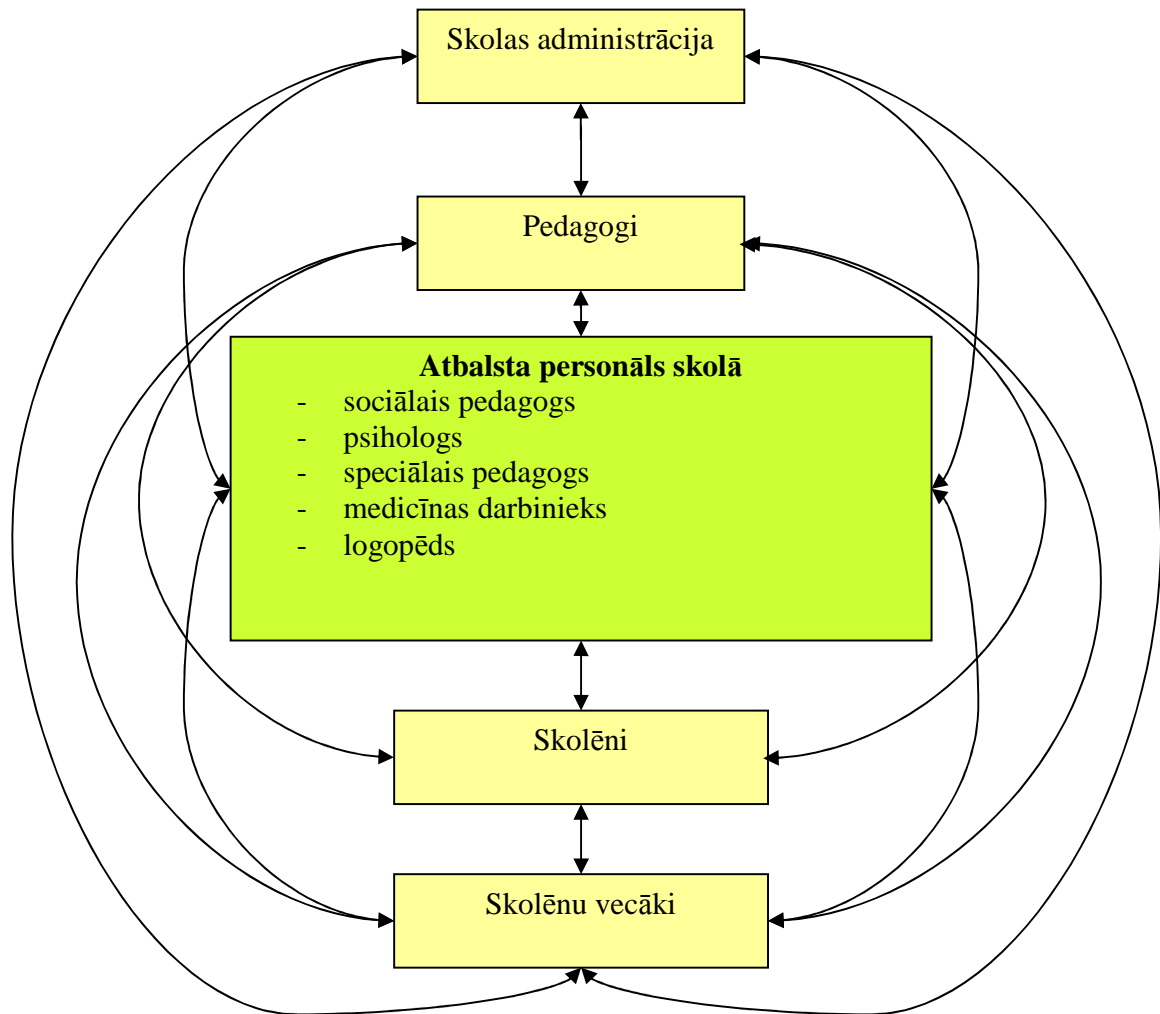 Skolas administrācija
Pedagogi
Atbalsta personāls skolā
- sociālais pedagogs
- psihologs
- speciālais pedagogs
- medicīnas darbinieks
- logopēds
Skolēni
Skolēnu vecāki